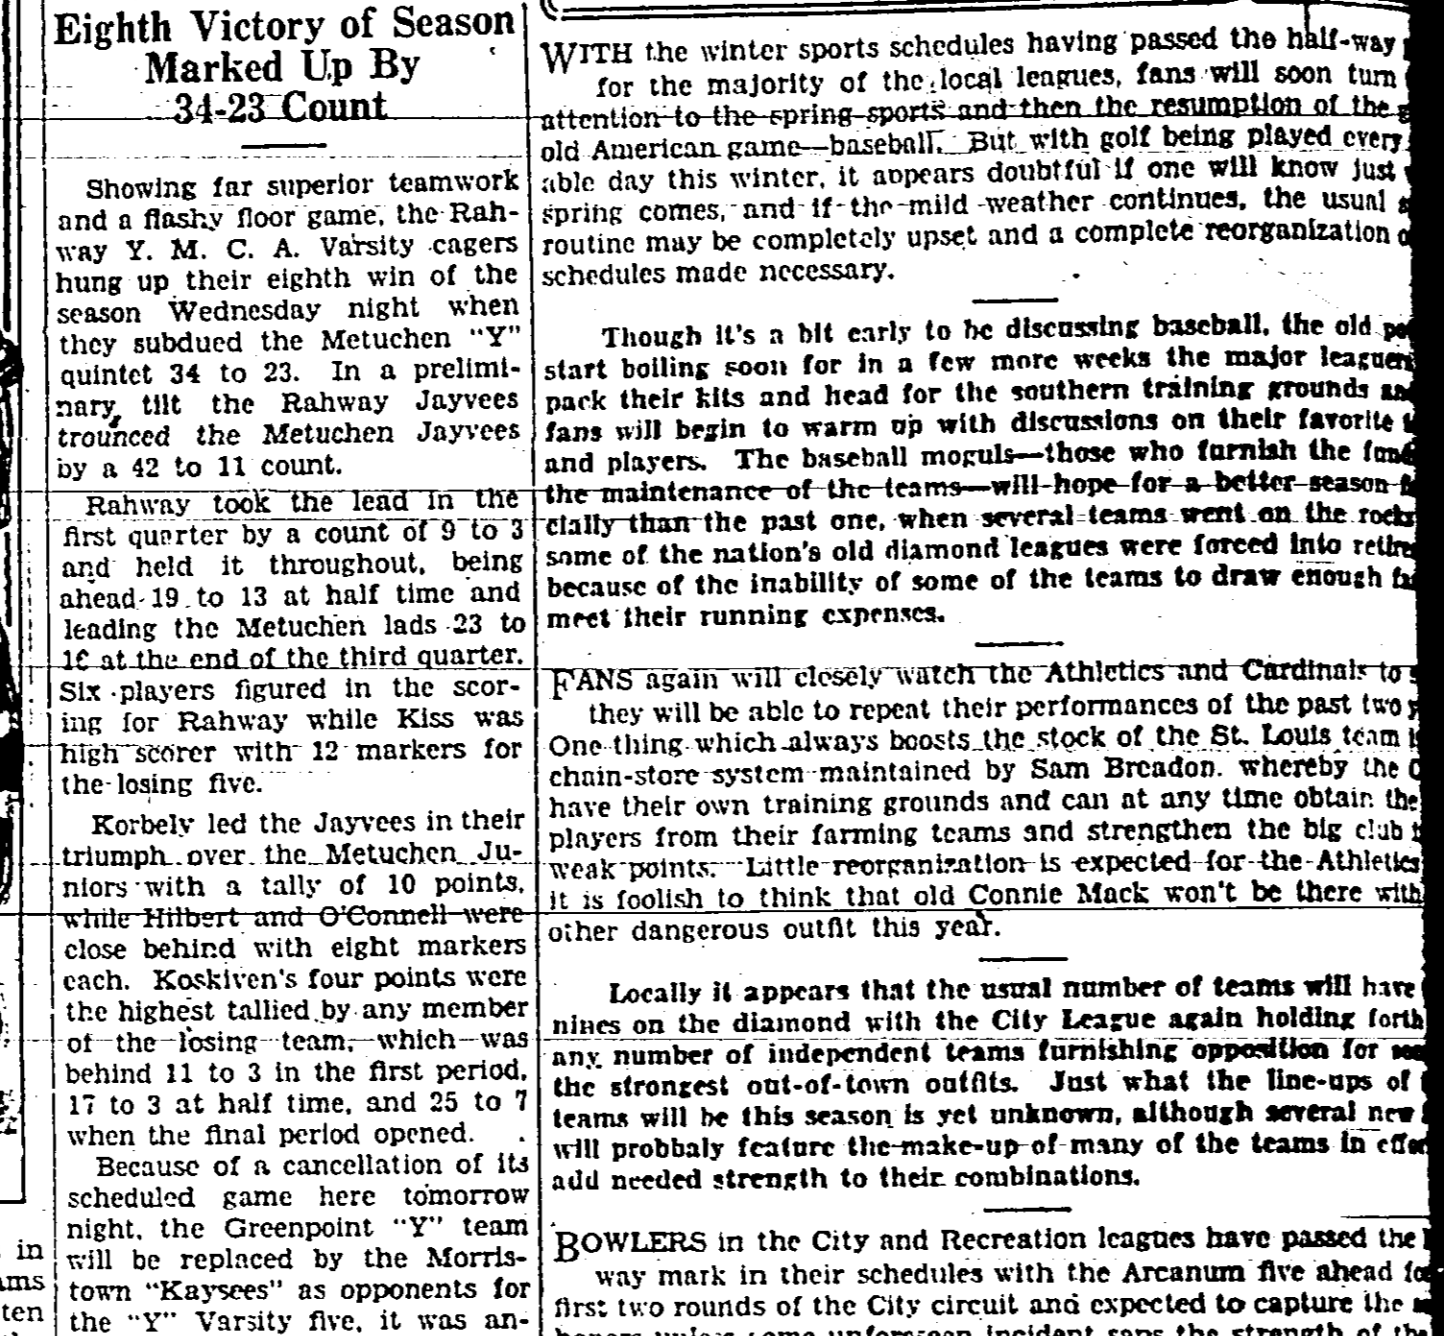 Eighth Victory of Season
Marked Up By
34-23 Count
Showing far superior teamwork
and a flashy floor game, the Rah-
way Y. M. C. A. Varsity cagers
hung up their eighth win of the
season Wednesday night when
they subdued the Metuchen "Y"
quintet 34 to 23. In a prelimi-
nary tilt the Rahway Jayvees
trounced the Metuchen Jayvees
by a 42 to 11 count.
Rahway took the lead in the
first quarter by a count of 9 to 3
and held it throughout, being
ahead 19 to 13 at half time and
leading the Metuchen lads 23 to
at the end of the third quarter.
Six players figured in the scor-
ing for Rahway while Kiss was
high scorer with 12 markers for
the losing five.
Korbely led the Jayvees in their
triumph over the Metuchen Ju-
niors with a tally of 10 points,
while Hilbert and O'Connell were
close behind with eight markers
each. Koskiven's four points were
the highest tallied by any member
of the losing team, which was
behind 11 to 3 in the first period,
17 to 3 at half time, and 25 to 7
when the final period opened.
Because of a cancellation of its
scheduled game here tomorrow
night, the Greenpoint "Y" team
will be replaced by the Morris-
town "Kaysees" as opponents for
the "Y" Varsity five, it was an-
WITH the winter sports schedules having passed the half-way
for the majority of the local leagues, fans will soon turn
attention to the spring sports and then the resumption of the
old American game—baseball. But with golf being played every
able day this winter, it appears doubtful if one will know just
spring comes, and if the mild weather continues, the usual
routine may be completely upset and a complete reorganization
schedules made necessary.
Though it's a bit early to be discussing baseball, the old
start boiling soon for in a few more weeks the major leaguers
pack their kits and head for the southern training grounds
fans will begin to warm up with discussions on their favorite
and players. The baseball moguls—those who furnish the
the maintenance of the teams—will hope for a better season
cially than the past one, when several teams went on the rocks
some of the nation's old diamond leagues were forced into
because of the inability of some of the teams to draw enough
meet their running expenses.
FANS again will closely watch the Athletics and Cardinals to
they will be able to repeat their performances of the past two
One thing which always boosts the stock of the St. Louis team
chain-store system maintained by Sam Breadon, whereby the
have their own training grounds and can at any time obtain the
players from their farming teams and strengthen the big club
weak points. Little reorganization is expected for the Athletics
it is foolish to think that old Connie Mack won't be there with
other dangerous outfit this year.
Locally it appears that the usual number of teams will have
nines on the diamond with the City League again holding forth
any number of independent teams furnishing opposition for
the strongest out-of-town outfits. Just what the line-ups of
teams will be this season is yet unknown, although several new
will probbaly feature the make-up of many of the teams in
add needed strength to their combinations.
BOWLERS in the City and Recreation leagues have passed the
way mark in their schedules with the Arcanum five ahead
first two rounds of the City circuit and expected to capture the
in
ten